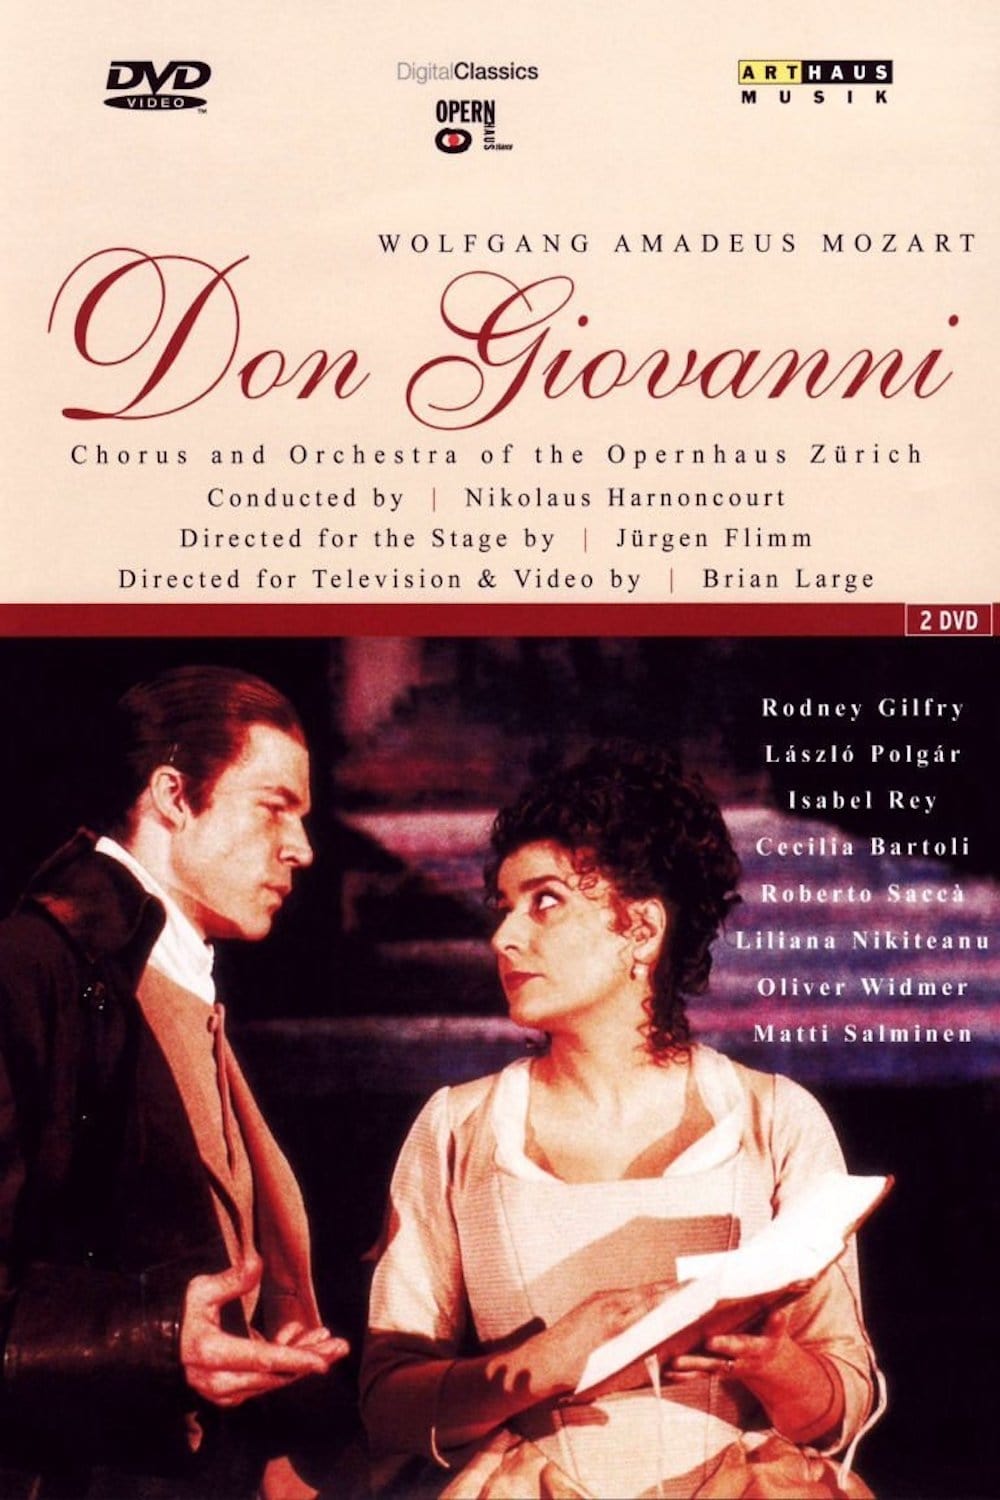 DVD
VIDEO
TM
DigitalClassics
OPERN
HAUS
ARTHAUS
MUSIK
WOLFGANG AMADEUS MOZART
Don Giovanni
Chorus and Orchestra of the Opernhaus Zürich
Conducted by | Nikolaus Harnoncourt
Directed for the Stage by | Jürgen Flimm
Directed for Television & Video by | Brian Large
2 DVD
Rodney Gilfry
László Polgár
Isabel Rey
Cecilia Bartoli
Roberto Saccà
Liliana Nikiteanu
Oliver Widmer
Matti Salminen